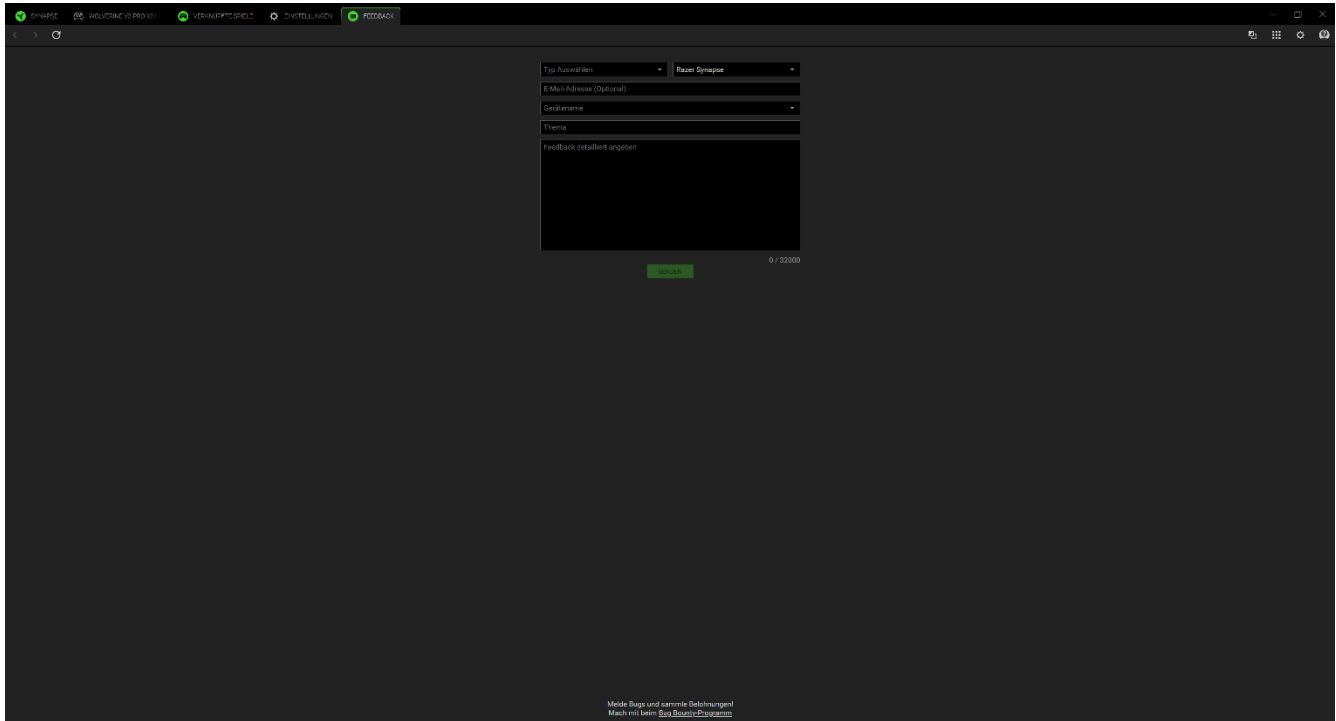 SYNAPSE WOLVERINE V3 PRO VERKNÜPFTE SPIELE EINSTELLUNGEN FEEDBACK
Typ Auswählen Razer Synapse
E-Mail-Adresse (Optional)
Gerätename
Thema
Feedback detailliert angeben
0 / 32000
SENDEN
Melde Bugs und sammle Belohnungen!
Mach mit beim Bug Bounty-Programm